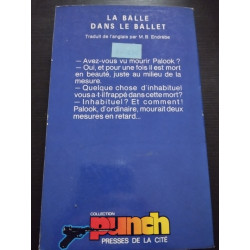 LA BALLE
DANS LE BALLET
Traduit de l'anglais par M.B. Endrèbe
— Avez-vous vu mourir Palook ?
— Oui, et pour une fois il est mort
en beauté, juste au milieu de la
mesure.
— Quelque chose d'inhabituel
vous a-t-il frappé dans cette mort ?
— Inhabituel ? Et comment !
Palook, d'ordinaire, mourait deux
mesures en retard...
COLLECTION
punch
PRESSES DE LA CITÉ